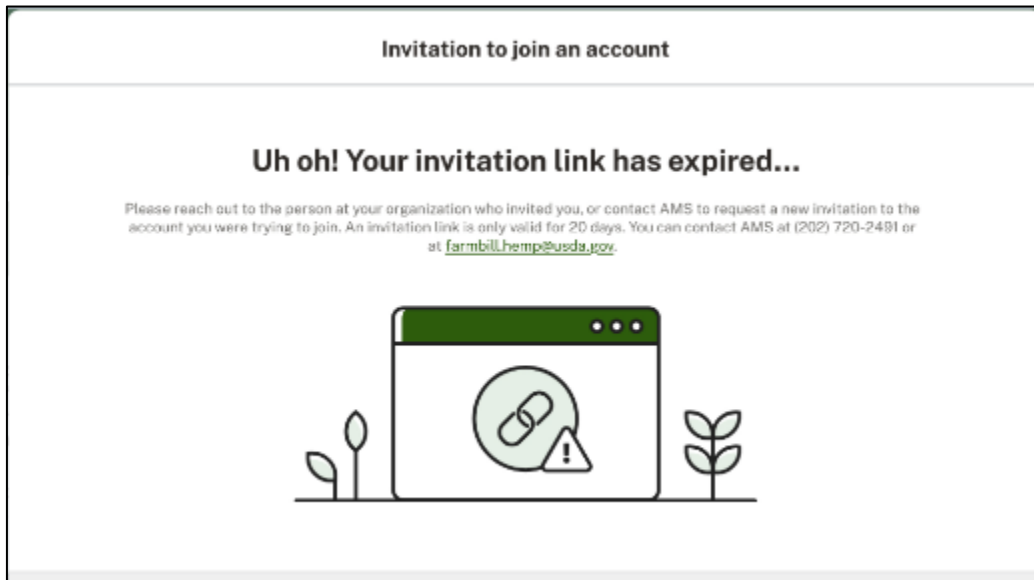 Invitation to join an account
Uh oh! Your invitation link has expired...
Please reach out to the person at your organization who invited you, or contact AMS to request a new invitation to the
account you were trying to join. An invitation link is only valid for 20 days. You can contact AMS at (202) 720-2491 or
at farmbill.hemp@usda.gov.
!